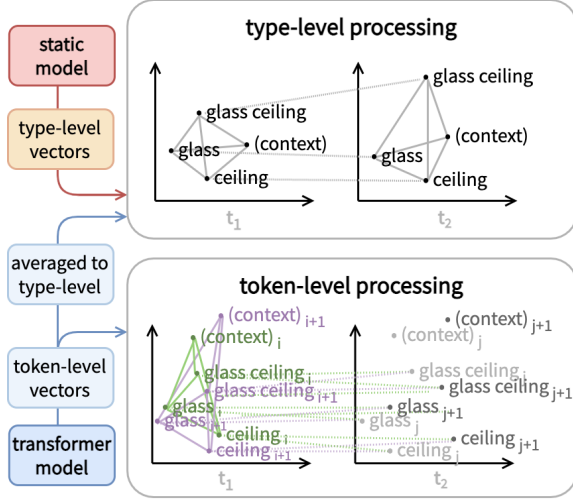 static
model
type-level
vectors
averaged to
type-level
token-level
vectors
transformer
model
type-level processing
glass ceiling
(context)
glass
ceiling
t1
glass ceiling
(context)
glass
ceiling
t2
token-level processing
(context) i+1
(context) i
glass ceiling i
glass ceiling i+1
glass i
glass i+1
ceiling i
ceiling i+1
t1
(context) j+1
(context) j
glass ceiling j
glass ceiling j+1
glass j+1
glass j
ceiling j+1
ceiling j
t2